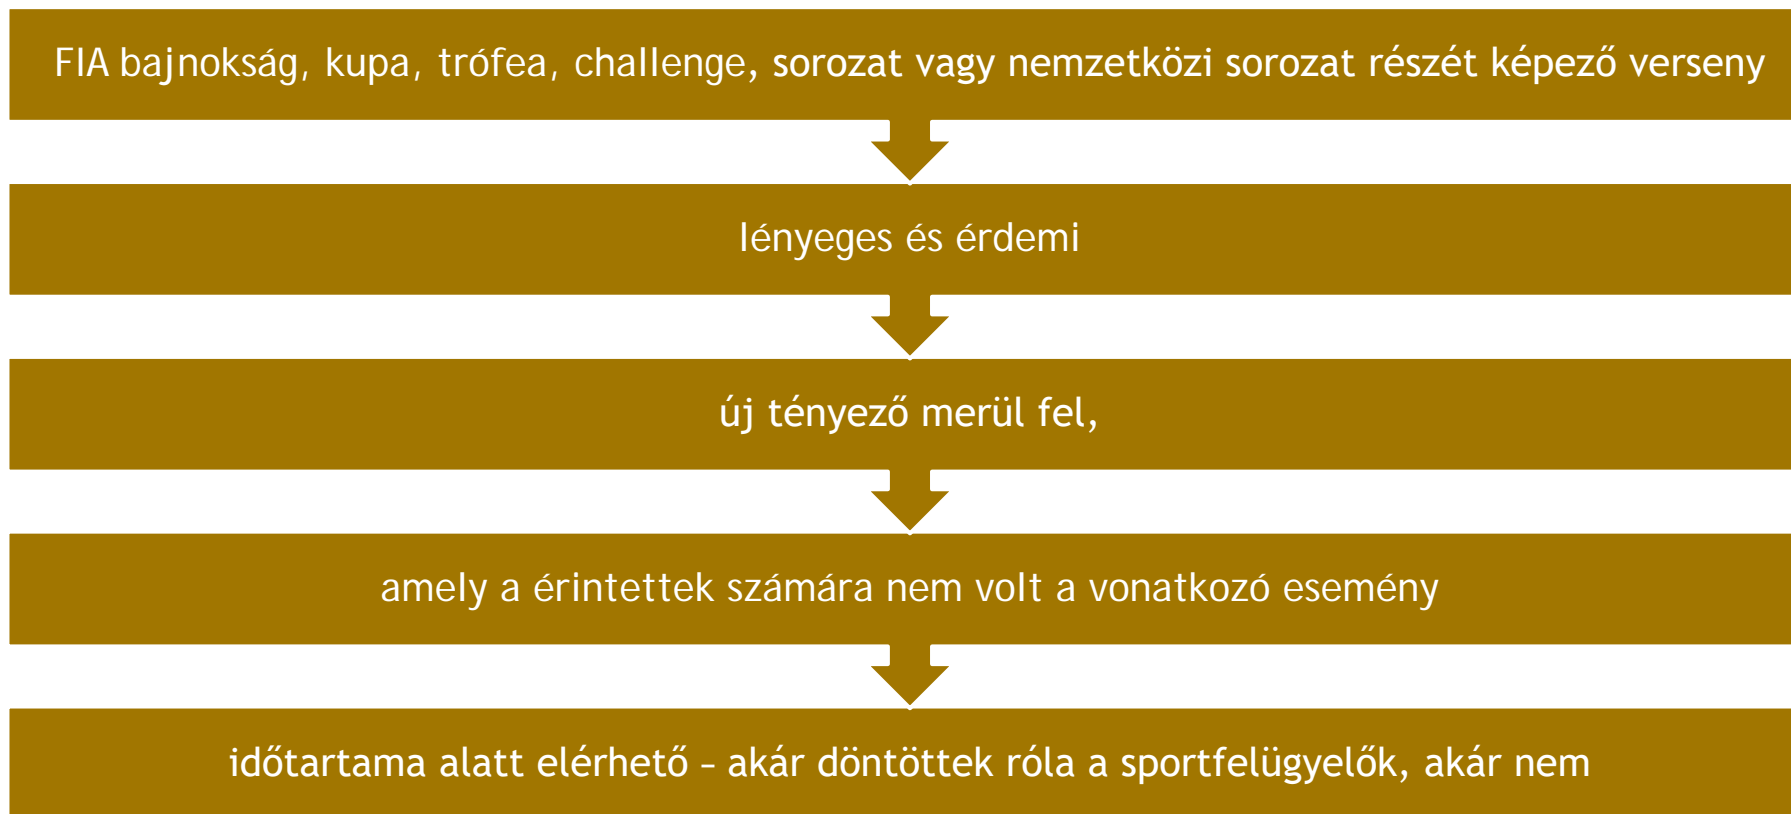 FIA bajnokság, kupa, trófea, challenge, sorozat vagy nemzetközi sorozat részét képező verseny
lényeges és érdemi
új tényező merül fel,
amely a érintettek számára nem volt a vonatkozó esemény
időtartama alatt elérhető – akár döntöttek róla a sportfelügyelők, akár nem